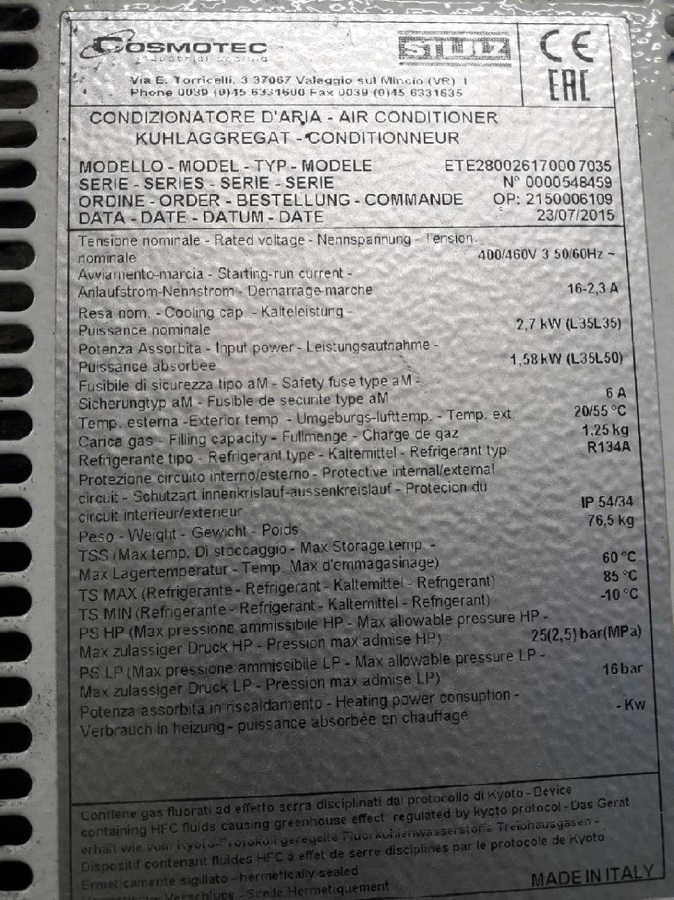 COSMOTEC
STULZ
CE
EAC
Via E. Torricelli, 3 37067 Valeggio sul Mincio (VR) I
Phone 0039 (0)45 6331600 Fax 0039 (0)45 6331635
CONDIZIONATORE D'ARIA - AIR CONDITIONER
KUHLAGGREGAT - CONDITIONNEUR
MODELLO - MODEL - TYP - MODELE ETE28002617000 7035
SERIE - SERIES - SERIE - SERIE N° 0000548459
ORDINE - ORDER - BESTELLUNG - COMMANDE OP: 2150006109
DATA - DATE - DATUM - DATE 23/07/2015
Tensione nominale - Rated voltage - Nennspannung - Tension.
nominale 400/460V 3 50/60Hz ~
Avviamento-marcia - Starting-run current -
Anlaufstrom-Nennstrom - Demarrage-marche 16-2,3 A
Resa nom. - Cooling cap. - Kalteleistung -
Puissance nominale 2,7 kW (L35L35)
Potenza Assorbita - Input power - Leistungsaufnahme -
Puissance absorbee 1,58 kW (L35L50)
Fusibile di sicurezza tipo aM - Safety fuse type aM -
Sicherungtyp aM - Fusible de securite type aM 6 A
Temp. esterna -Exterior temp. - Umgeburgs-lufttemp. - Temp. ext. 20/55 °C
Carica gas - Filling capacity - Fullmenge - Charge de gaz 1,25 kg
Refrigerante tipo - Refrigerant type - Kaltemittel - Refrigerant typ R134A
Protezione circuito interno/esterno - Protective internal/external
circuit - Schutzart innenkrislauf-aussenkreislauf - Protecion du
circuit interieur/exterieur IP 54/34
Peso - Weight - Gewicht - Poids 76,5 kg
TSS (Max temp. Di stoccaggio - Max Storage temp. -
Max Lagertemperatur - Temp. Max d'emmagasinage) 60 °C
TS MAX (Refrigerante - Refrigerant - Kaltemittel - Refrigerant) 85 °C
TS MIN (Refrigerante - Refrigerant - Kaltemittel - Refrigerant) -10 °C
PS HP (Max pressione ammissibile HP - Max allowable pressure HP -
Max zulassiger Druck HP - Pression max admise HP) 25(2,5) bar(MPa)
PS LP (Max pressione ammissibile LP - Max allowable pressure LP -
Max zulassiger Druck LP - Pression max admise LP) 16 bar
Potenza assorbita in riscaldamento - Heating power consuption -
Verbrauch in heizung - puissance absorbée en chauffage - Kw
Contiene gas fluorati ad effetto serra disciplinati dal protocollo di Kyoto - Device
containing HFC fluids causing greenhouse effect regulated by kyoto protocol - Das Gerat
erhält wie vom Kyoto-Protokoll geregelte Fluorkohlenwasserstoffe Treibhausgasen -
Dispositif contenant fluides HFC à effet de serre disciplines par le protocole de Kyoto
Ermeticamente sigillato - hermetically sealed
Verschluss - Scelle Hermetiquement
MADE IN ITALY